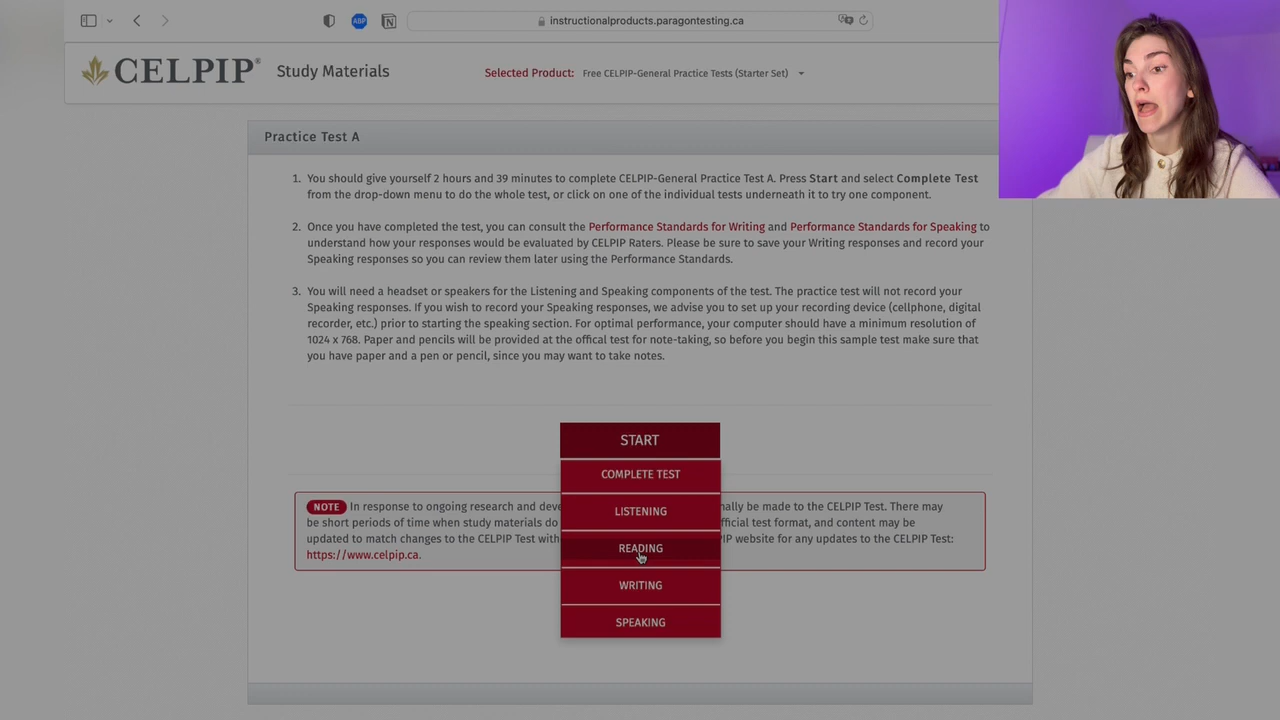 instructionalproducts.paragontesting.ca
ABP
CELPIP®
Study Materials
Selected Product: Free CELPIP-General Practice Tests (Starter Set)
Practice Test A
1. You should give yourself 2 hours and 39 minutes to complete CELPIP-General Practice Test A. Press Start and select Complete Test
from the drop-down menu to do the whole test, or click on one of the individual tests underneath it to try one component.
2. Once you have completed the test, you can consult the Performance Standards for Writing and Performance Standards for Speaking to
understand how your responses would be evaluated by CELPIP Raters. Please be sure to save your Writing responses and record your
Speaking responses so you can review them later using the Performance Standards.
3. You will need a headset or speakers for the Listening and Speaking components of the test. The practice test will not record your
Speaking responses. If you wish to record your Speaking responses, we advise you to set up your recording device (cellphone, digital
recorder, etc.) prior to starting the speaking section. For optimal performance, your computer should have a minimum resolution of
1024 x 768. Paper and pencils will be provided at the offical test for note-taking, so before you begin this sample test make sure that
you have paper and a pen or pencil, since you may want to take notes.
START
COMPLETE TEST
LISTENING
READING
WRITING
SPEAKING
NOTE In response to ongoing research and deve nally be made to the CELPIP Test. There may
be short periods of time when study materials do fficial test format, and content may be
updated to match changes to the CELPIP Test with PIP website for any updates to the CELPIP Test:
https://www.celpip.ca.